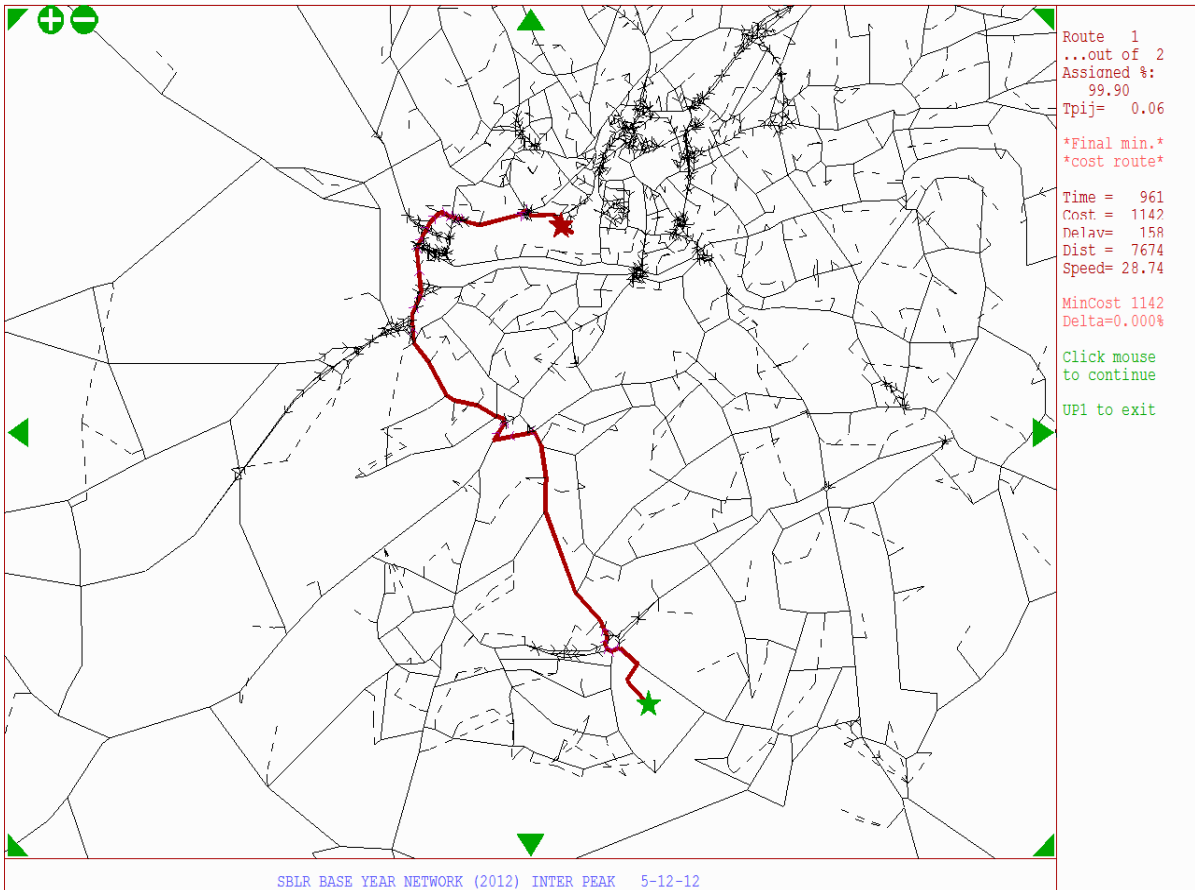 Route 1
...out of 2
Assigned %:
99.90
Tpij= 0.06
*Final min.*
*cost route*
Time = 961
Cost = 1142
Delay= 158
Dist = 7674
Speed= 28.74
MinCost 1142
Delta=0.000%
Click mouse
to continue
UP1 to exit
SBLR BASE YEAR NETWORK (2012) INTER PEAK 5-12-12